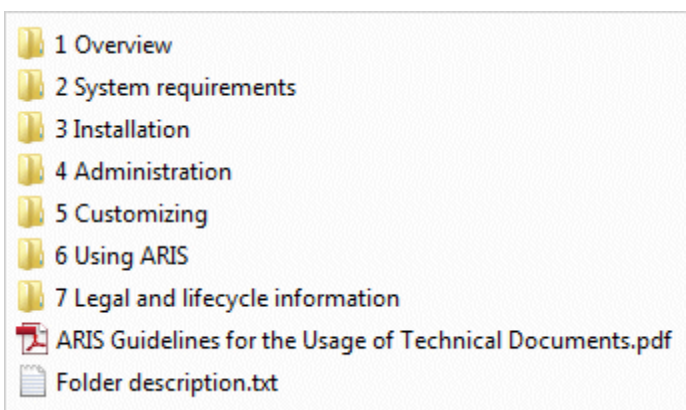 1 Overview
2 System requirements
3 Installation
4 Administration
5 Customizing
6 Using ARIS
7 Legal and lifecycle information
ARIS Guidelines for the Usage of Technical Documents.pdf
Folder description.txt